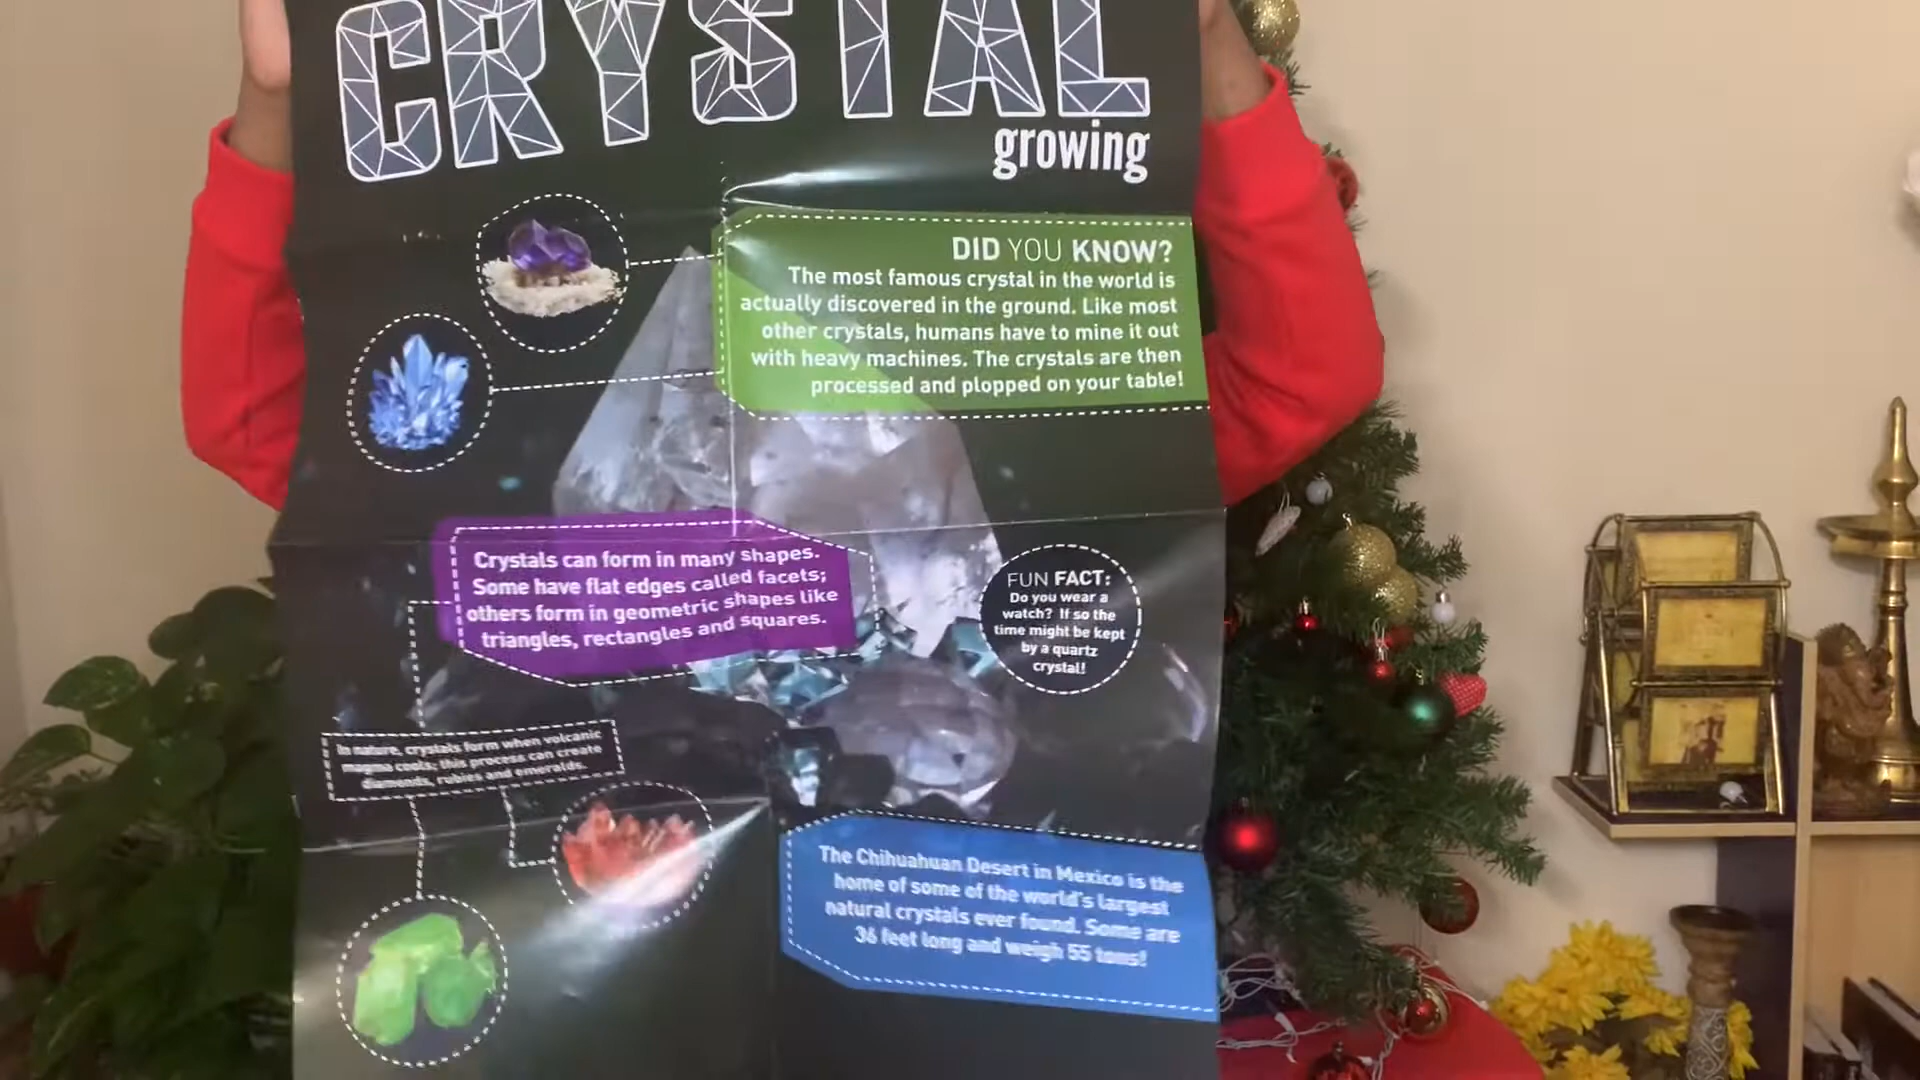 CRYSTAL
growing
DID YOU KNOW?
The most famous crystal in the world is
actually discovered in the ground. Like most
other crystals, humans have to mine it out
with heavy machines. The crystals are then
processed and plopped on your table!
Crystals can form in many shapes.
Some have flat edges called facets;
others form in geometric shapes like
triangles, rectangles and squares.
FUN FACT:
Do you wear a
watch? If so the
time might be kept
by a quartz
crystal!
In nature, crystals form when volcanic
magma cools; this process can create
diamonds, rubies and emeralds.
The Chihuahuan Desert in Mexico is the
home of some of the world's largest
natural crystals ever found. Some are
36 feet long and weigh 55 tons!